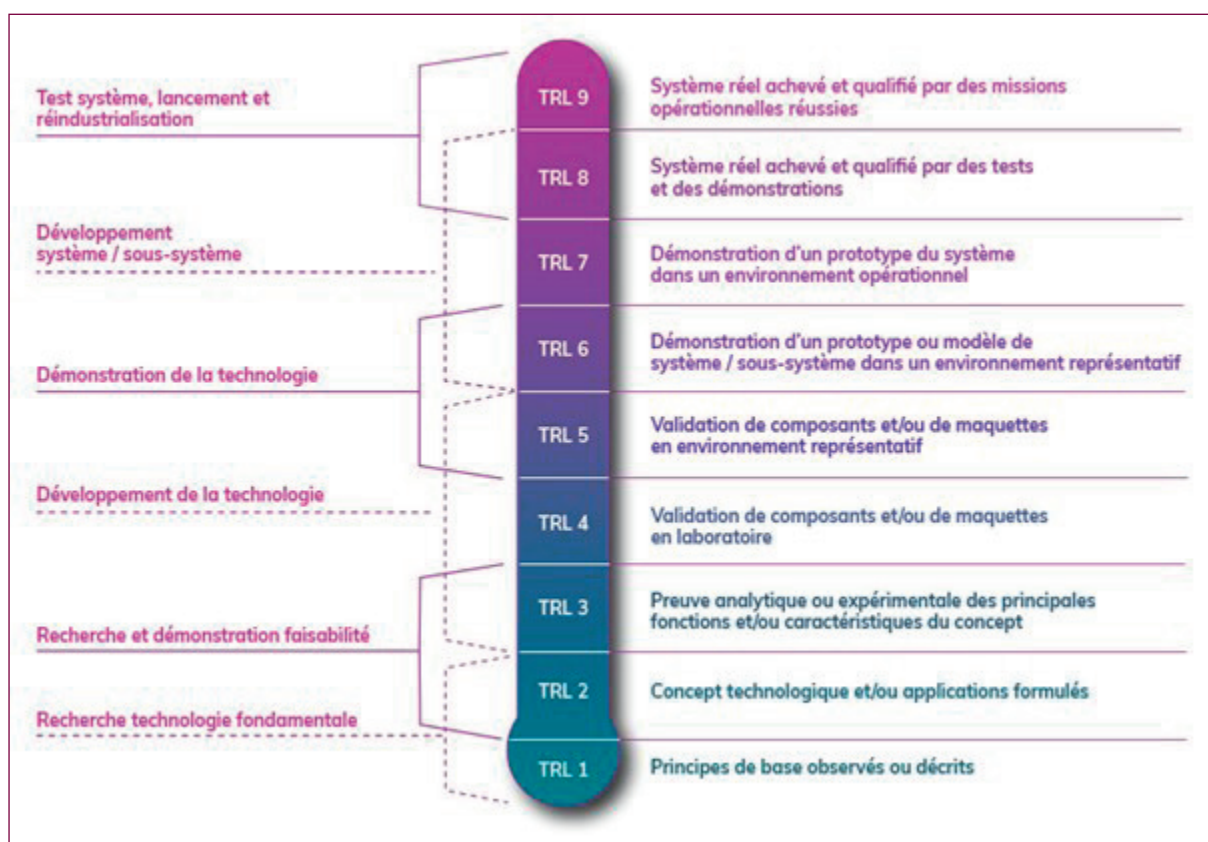 Test système, lancement et
réindustrialisation
Développement
système / sous-système
Démonstration de la technologie
Développement de la technologie
Recherche et démonstration faisabilité
Recherche technologie fondamentale
TRL 9
Système réel achevé et qualifié par des missions
opérationnelles réussies
TRL 8
Système réel achevé et qualifié par des tests
et des démonstrations
TRL 7
Démonstration d'un prototype du système
dans un environnement opérationnel
TRL 6
Démonstration d'un prototype ou modèle de
système / sous-système dans un environnement représentatif
TRL 5
Validation de composants et/ou de maquettes
en environnement représentatif
TRL 4
Validation de composants et/ou de maquettes
en laboratoire
TRL 3
Preuve analytique ou expérimentale des principales
fonctions et/ou caractéristiques du concept
TRL 2
Concept technologique et/ou applications formulés
TRL 1
Principes de base observés ou décrits